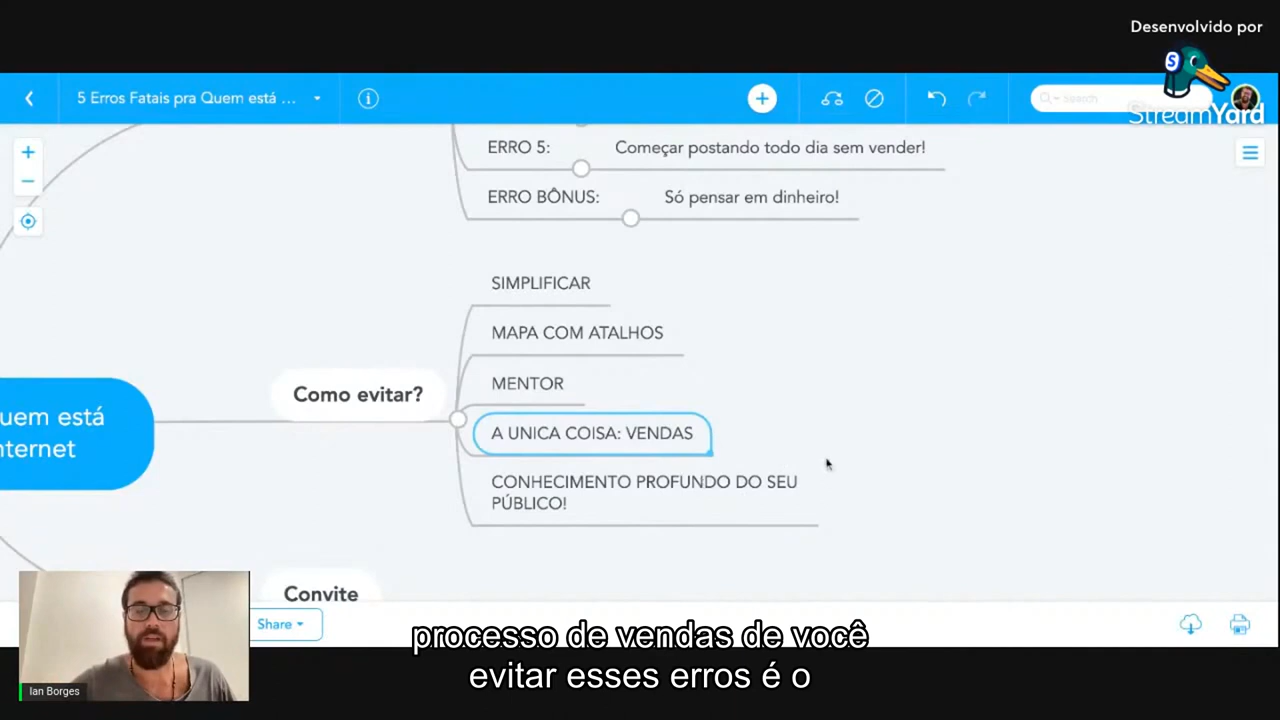 Desenvolvido por
StreamYard
5 Erros Fatais pra Quem está ...
Search
ERRO 5: Começar postando todo dia sem vender!
ERRO BÔNUS: Só pensar em dinheiro!
SIMPLIFICAR
MAPA COM ATALHOS
MENTOR
Como evitar?
A UNICA COISA: VENDAS
CONHECIMENTO PROFUNDO DO SEU
PÚBLICO!
uem está
nternet
Convite
Share
Ian Borges
processo de vendas de você
evitar esses erros é o